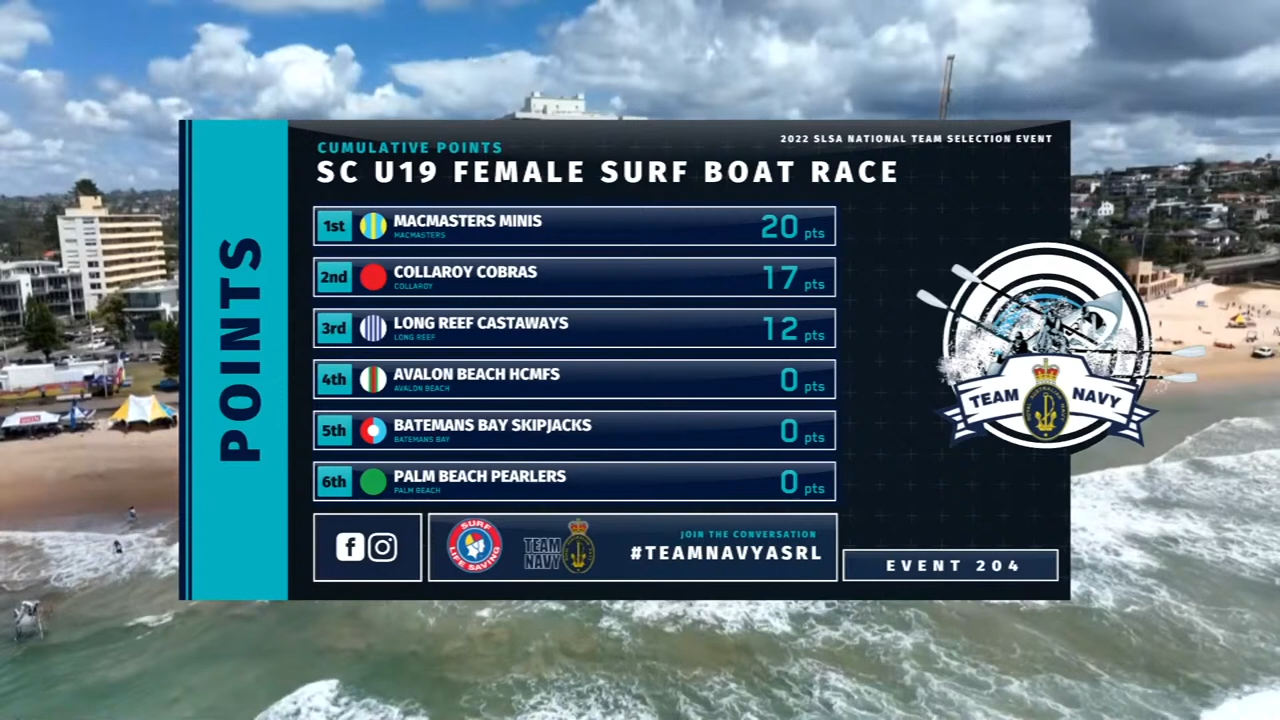 2022 SLSA NATIONAL TEAM SELECTION EVENT
CUMULATIVE POINTS
SC U19 FEMALE SURF BOAT RACE
POINTS
1st MACMASTERS MINIS 20 pts
MACMASTERS
2nd COLLAROY COBRAS 17 pts
COLLAROY
3rd LONG REEF CASTAWAYS 12 pts
LONG REEF
4th AVALON BEACH HCMFS 0 pts
AVALON BEACH
5th BATEMANS BAY SKIPJACKS 0 pts
BATEMANS BAY
6th PALM BEACH PEARLERS 0 pts
PALM BEACH
TEAM NAVY
SURF
LIFE SAVING
TEAM
NAVY
JOIN THE CONVERSATION
#TEAMNAVYASRL
EVENT 204